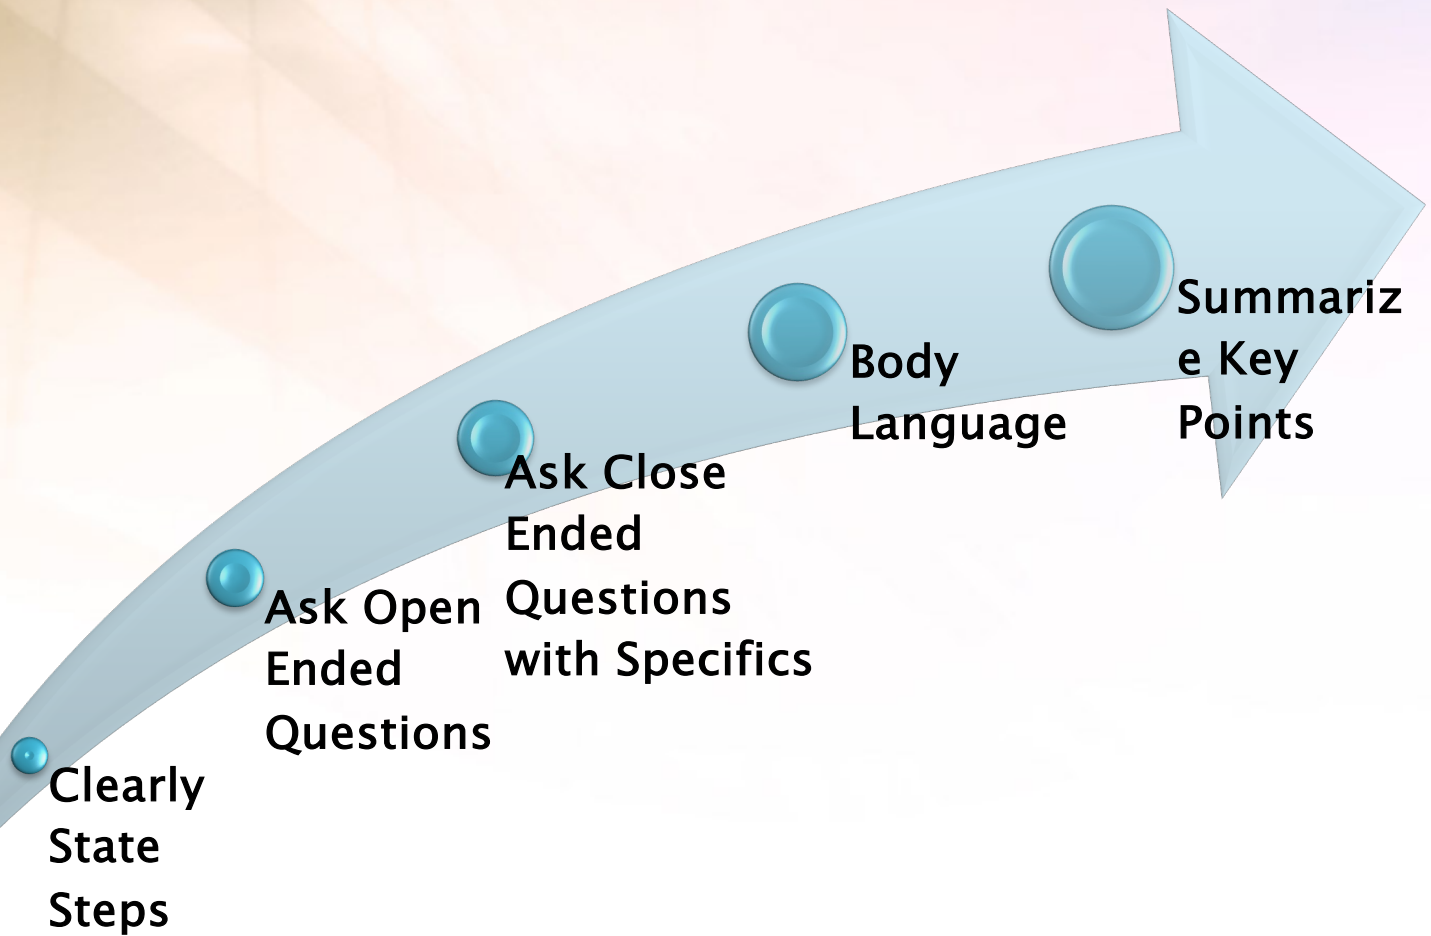 Clearly
State
Steps
Ask Open
Ended
Questions
Ask Close
Ended
Questions
with Specifics
Body
Language
Summariz
e Key
Points